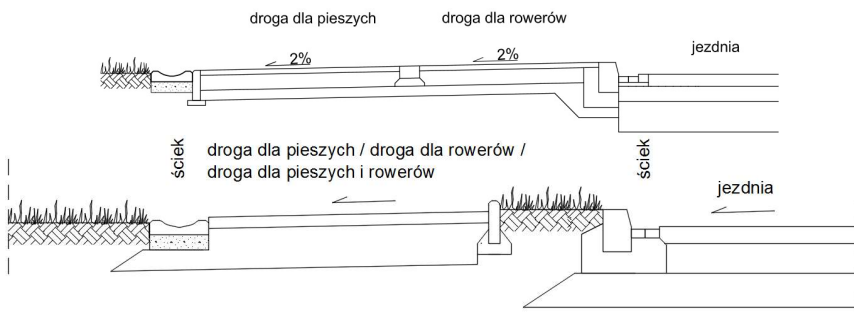 droga dla pieszych
droga dla rowerów
jezdnia
2%
2%
ściek
droga dla pieszych / droga dla rowerów /
droga dla pieszych i rowerów
ściek
jezdnia